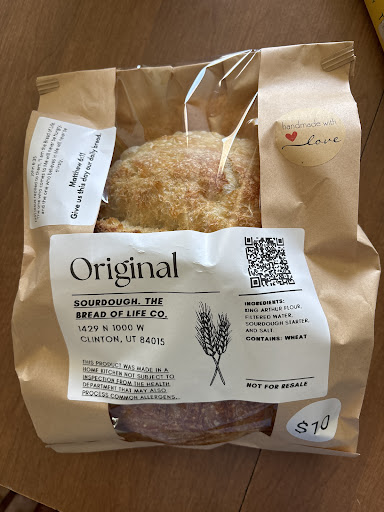 handmade with
Love
Matthew 6:11
Give us this day our daily bread.
Original
SOURDOUGH. THE
BREAD OF LIFE CO.
1429 N 1000 W
CLINTON, UT 84015
THIS PRODUCT WAS MADE IN A
HOME KITCHEN NOT SUBJECT TO
INSPECTION FROM THE HEALTH
DEPARTMENT THAT MAY ALSO
PROCESS COMMON ALLERGENS.
INGREDIENTS:
KING ARTHUR FLOUR,
FILTERED WATER,
SOURDOUGH STARTER,
AND SALT.
CONTAINS: WHEAT
NOT FOR RESALE
$10